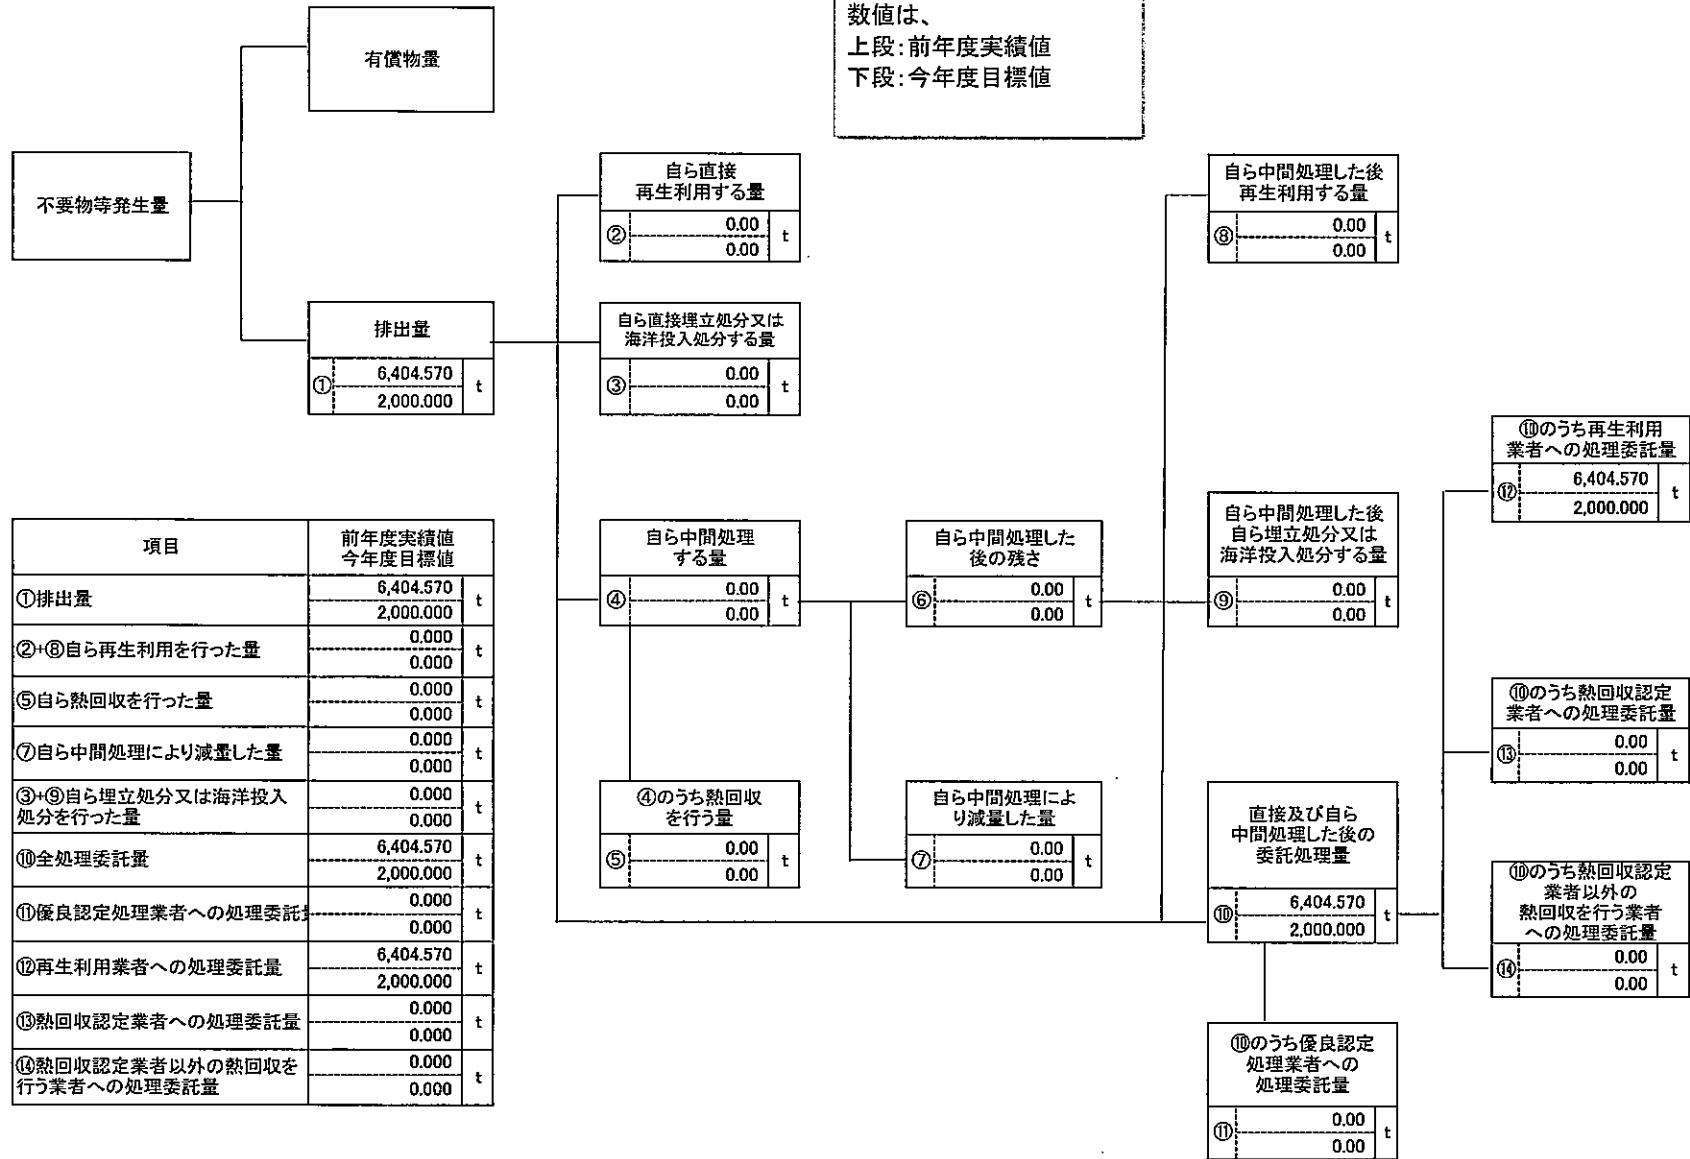 数値は、
上段:前年度実績値
下段:今年度目標値
有償物量
不要物等発生量
排出量
① 6,404.570 t
2,000.000
自ら直接
再生利用する量
② 0.00 t
0.00
自ら直接埋立処分又は
海洋投入処分する量
③ 0.00 t
0.00
自ら中間処理
する量
④ 0.00 t
0.00
④のうち熱回収
を行う量
⑤ 0.00 t
0.00
自ら中間処理した
後の残さ
⑥ 0.00 t
0.00
自ら中間処理によ
り減量した量
⑦ 0.00 t
0.00
自ら中間処理した後
再生利用する量
⑧ 0.00 t
0.00
自ら中間処理した後
自ら埋立処分又は
海洋投入処分する量
⑨ 0.00 t
0.00
直接及び自ら
中間処理した後の
委託処理量
⑩ 6,404.570 t
2,000.000
⑩のうち優良認定
処理業者への
処理委託量
⑪ 0.00 t
0.00
⑩のうち再生利用
業者への処理委託量
⑫ 6,404.570 t
2,000.000
⑩のうち熱回収認定
業者への処理委託量
⑬ 0.00 t
0.00
⑩のうち熱回収認定
業者以外の
熱回収を行う業者
への処理委託量
⑭ 0.00 t
0.00
項目 前年度実績値
今年度目標値
①排出量 6,404.570 t
2,000.000
②+⑧自ら再生利用を行った量 0.000 t
0.000
⑤自ら熱回収を行った量 0.000 t
0.000
⑦自ら中間処理により減量した量 0.000 t
0.000
③+⑨自ら埋立処分又は海洋投入
処分を行った量 0.000 t
0.000
⑩全処理委託量 6,404.570 t
2,000.000
⑪優良認定処理業者への処理委託 0.000 t
0.000
⑫再生利用業者への処理委託量 6,404.570 t
2,000.000
⑬熱回収認定業者への処理委託量 0.000 t
0.000
⑭熱回収認定業者以外の熱回収を
行う業者への処理委託量 0.000 t
0.000